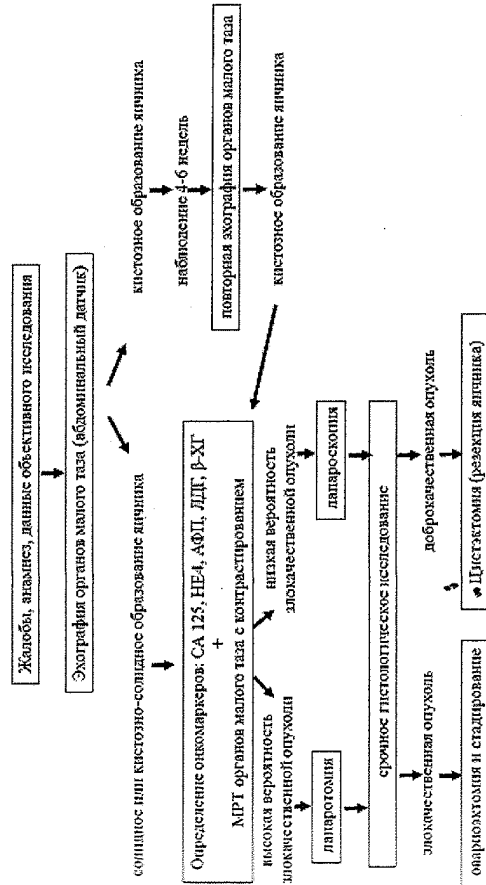 Жалобы, анамнез, данные объективного исследования
Эхография органов малого таза (абдоминальный датчик)
солидное или кистозно-солидное образование яичника
кистозное образование яичника
наблюдение 4-6 недель
повторная эхография органов малого таза
кистозное образование яичника
Определение онкомаркеров: СА 125, НЕ4, АФП, ЛДГ, β-ХГ
+
МРТ органов малого таза с контрастированием
высокая вероятность
злокачественной опухоли
низкая вероятность
злокачественной опухоли
лапаротомия
лапароскопия
срочное гистологическое исследование
злокачественная опухоль
доброкачественная опухоль
овариоэктомия и стадирование
Цистэктомия (резекция яичника)